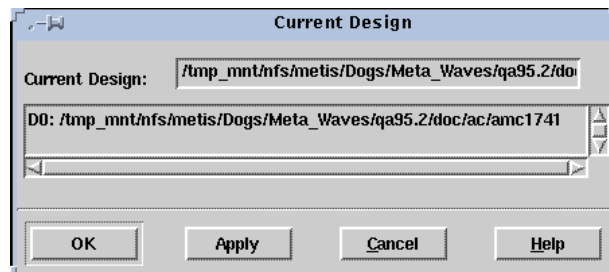 Current Design
Current Design:
/tmp_mnt/nfs/metis/Dogs/Meta_Waves/qa95.2/do
D0: /tmp_mnt/nfs/metis/Dogs/Meta_Waves/qa95.2/doc/ac/amc1741
OK
Apply
Cancel
Help